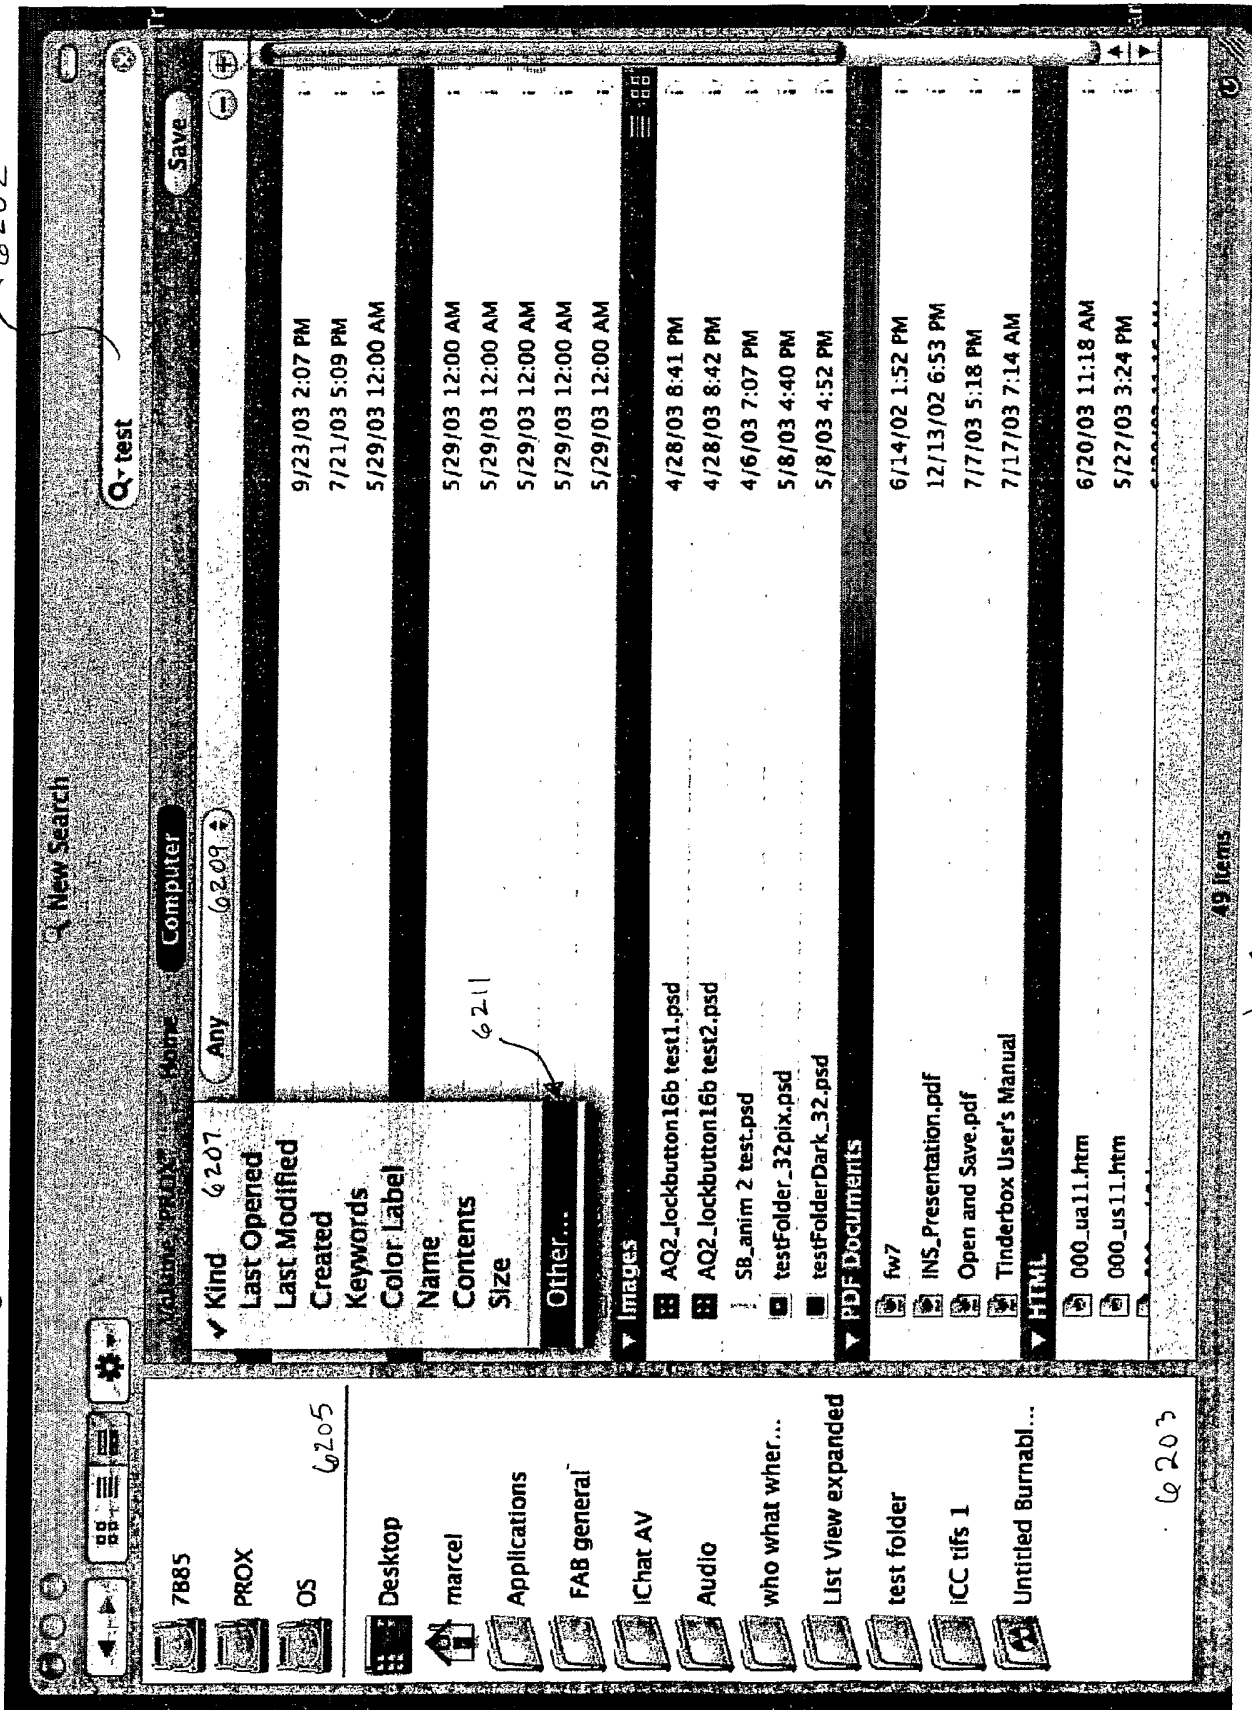 6202
New Search
test
Home
Computer
Save
Kind 6207
Any 6209
Last Opened
Last Modified
Created
Keywords
Color Label
Name
Contents
Size
Other...
6211
9/23/03 2:07 PM
7/21/03 5:09 PM
5/29/03 12:00 AM
5/29/03 12:00 AM
5/29/03 12:00 AM
5/29/03 12:00 AM
5/29/03 12:00 AM
5/29/03 12:00 AM
Images
AQ2_lockbutton16b test1.psd 4/28/03 8:41 PM
AQ2_lockbutton16b test2.psd 4/28/03 8:42 PM
SB_anim 2 test.psd 4/6/03 7:07 PM
testFolder_32pix.psd 5/8/03 4:40 PM
testFolderDark_32.psd 5/8/03 4:52 PM
PDF Documents
fw7 6/14/02 1:52 PM
INS_Presentation.pdf 12/13/02 6:53 PM
Open and Save.pdf 7/7/03 5:18 PM
Tinderbox User's Manual 7/17/03 7:14 AM
HTML
000_ua11.htm 6/20/03 11:18 AM
000_us11.htm 5/27/03 3:24 PM
49 items
7B85
PROX
OS
6205
Desktop
marcel
Applications
FAB general
iChat AV
Audio
who what wher...
List View expanded
test folder
iCC tifs 1
Untitled Burnabl...
6203